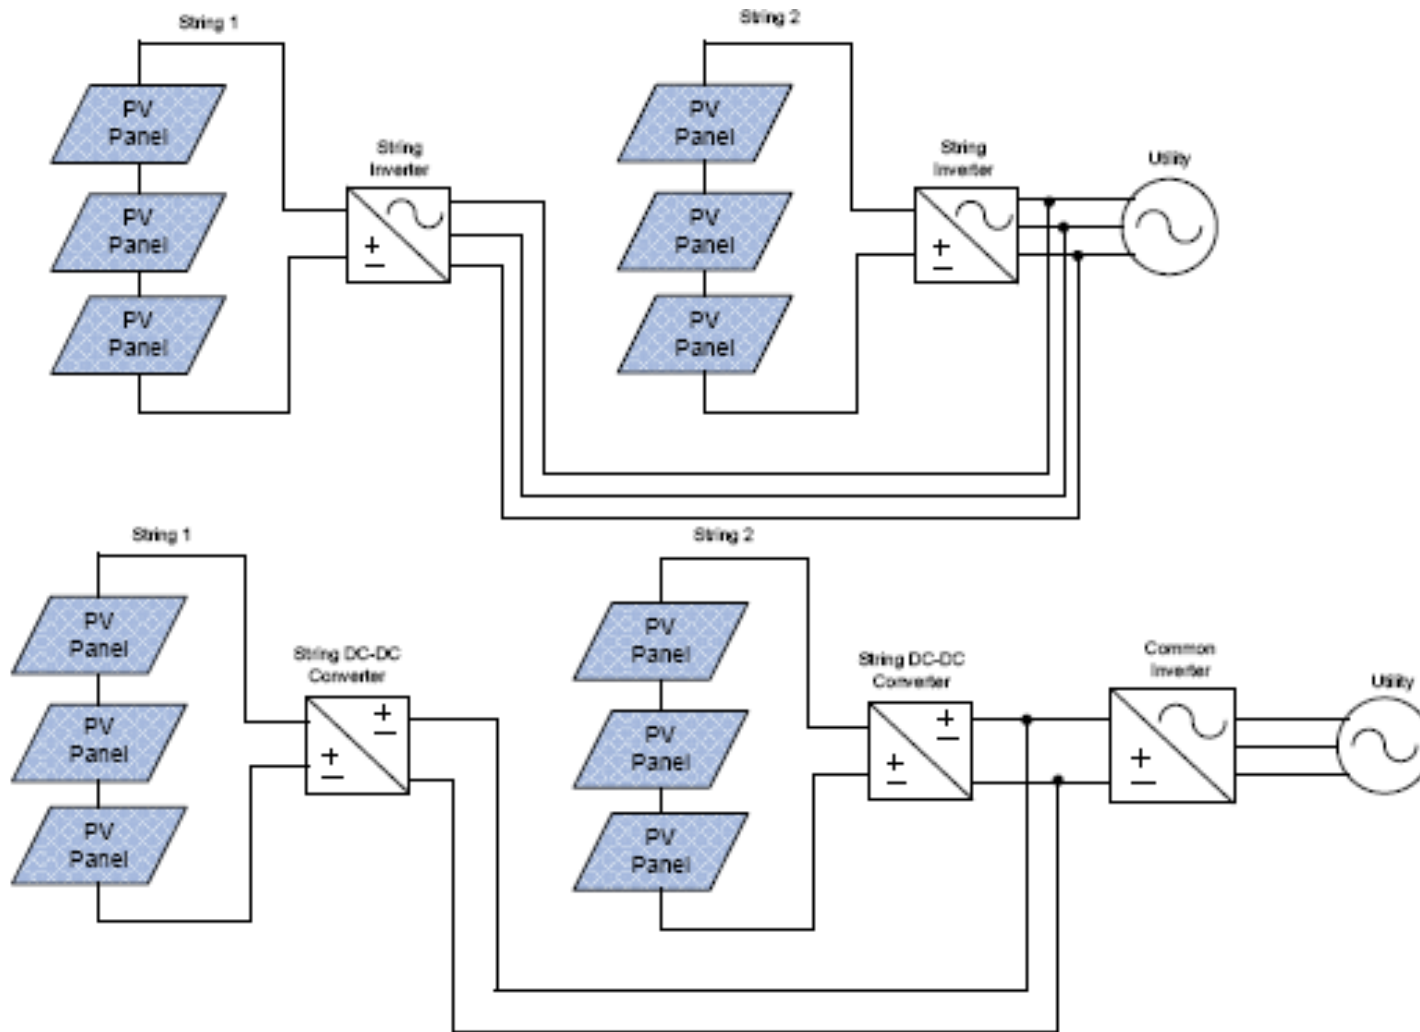 String 1
String 2
PV
Panel
PV
Panel
String
Inverter
String
Inverter
Utility
PV
Panel
PV
Panel
PV
Panel
PV
Panel
String 1
String 2
PV
Panel
PV
Panel
String DC-DC
Converter
String DC-DC
Converter
Common
Inverter
Utility
PV
Panel
PV
Panel
PV
Panel
PV
Panel